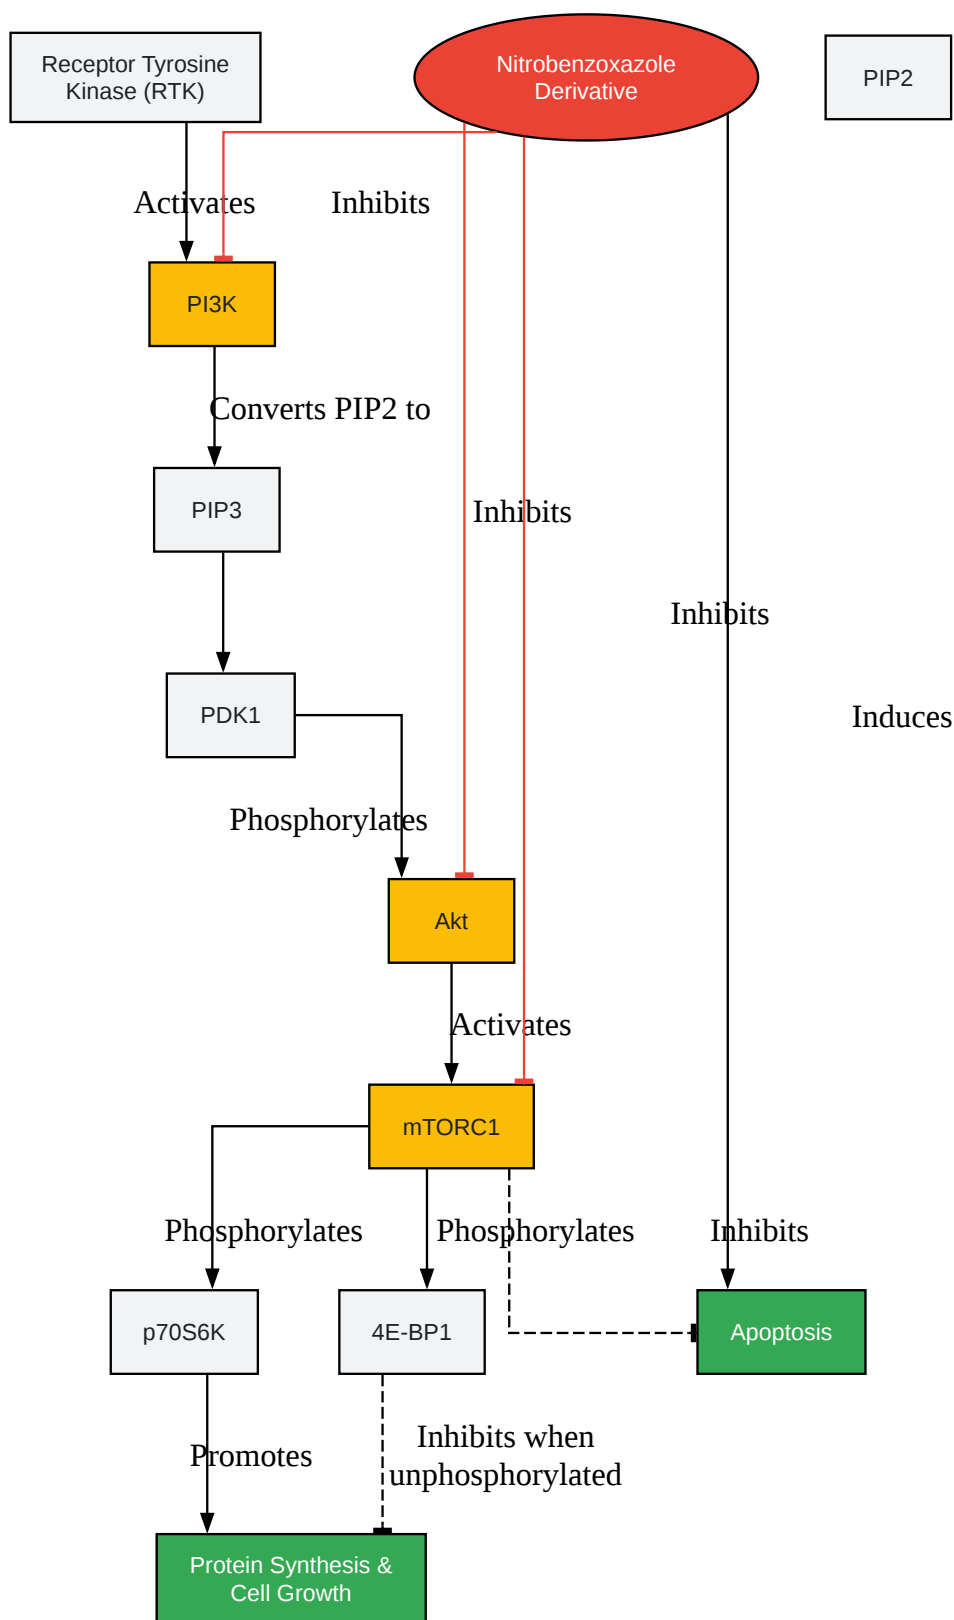 Receptor Tyrosine
Kinase (RTK)
Nitrobenzoxazole
Derivative
PIP2
Activates
Inhibits
PI3K
Converts PIP2 to
PIP3
Inhibits
Inhibits
PDK1
Induces
Phosphorylates
Akt
Activates
mTORC1
Phosphorylates
Phosphorylates
Inhibits
p70S6K
4E-BP1
Apoptosis
Promotes
Inhibits when
unphosphorylated
Protein Synthesis &
Cell Growth